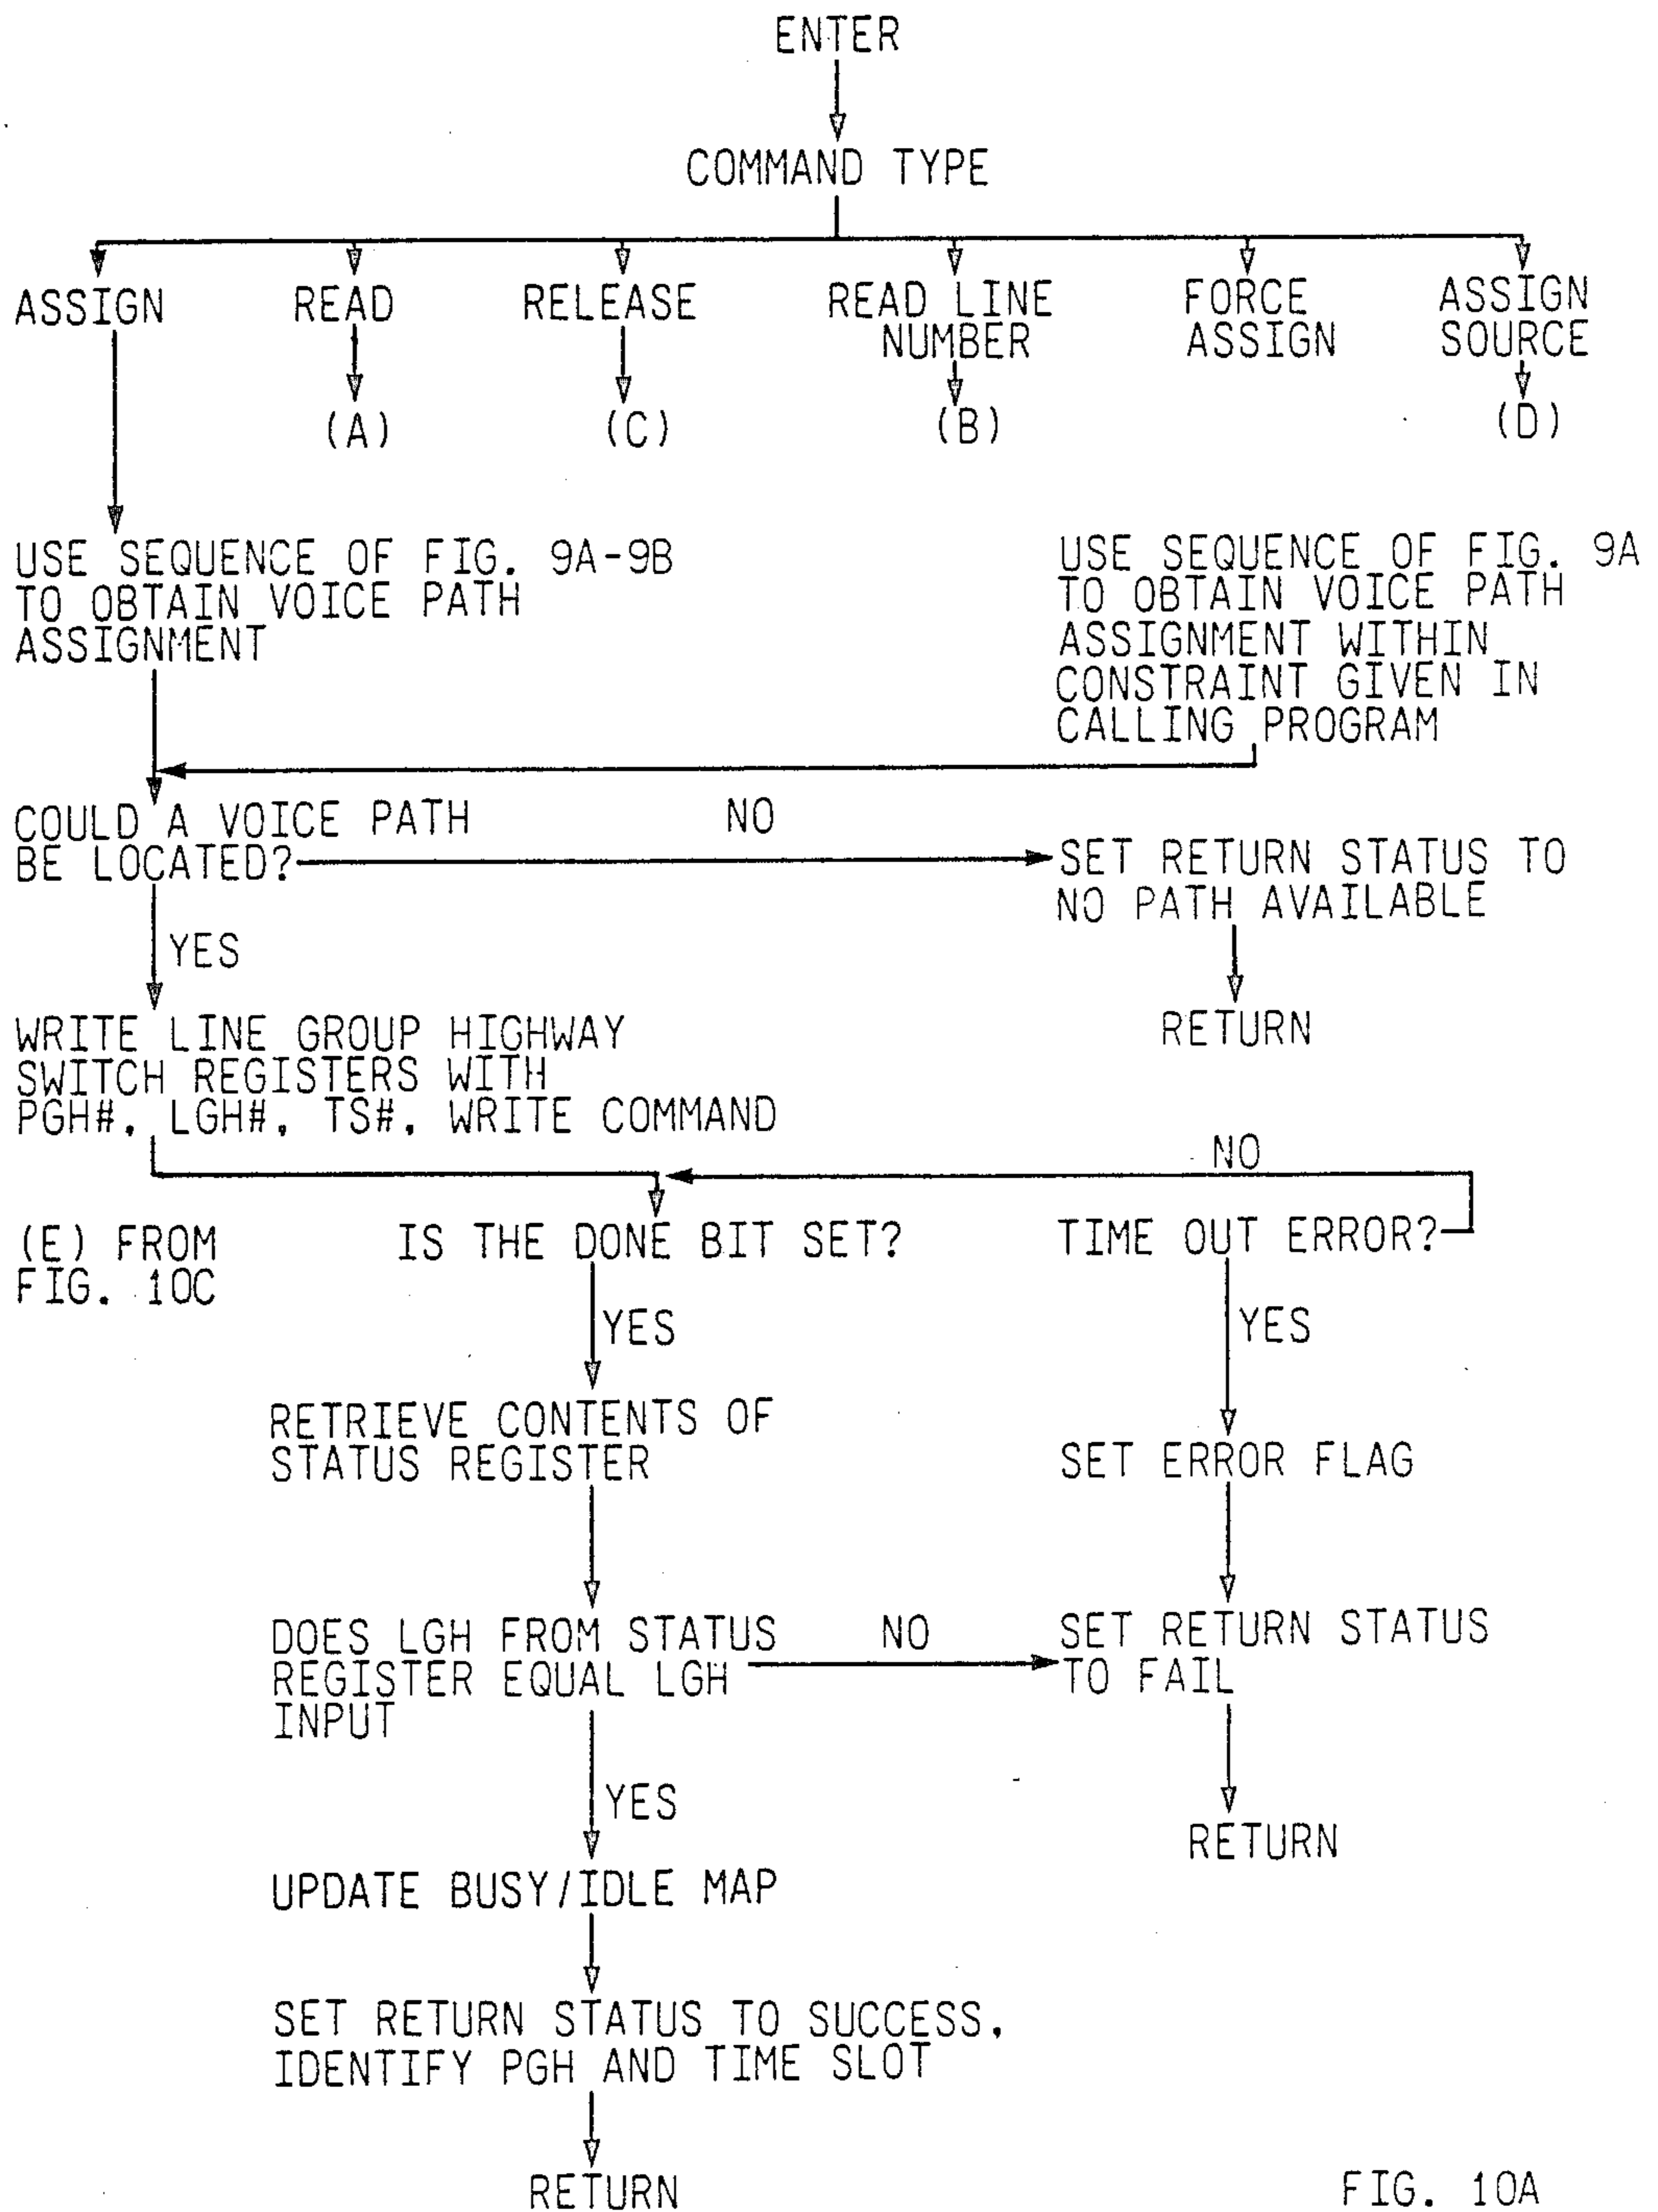 ENTER
COMMAND TYPE
ASSIGN
READ
RELEASE
READ LINE
NUMBER
FORCE
ASSIGN
ASSIGN
SOURCE
(A)
(C)
(B)
(D)
USE SEQUENCE OF FIG. 9A-9B
TO OBTAIN VOICE PATH
ASSIGNMENT
USE SEQUENCE OF FIG. 9A
TO OBTAIN VOICE PATH
ASSIGNMENT WITHIN
CONSTRAINT GIVEN IN
CALLING PROGRAM
COULD A VOICE PATH
BE LOCATED?
NO
SET RETURN STATUS TO
NO PATH AVAILABLE
YES
RETURN
WRITE LINE GROUP HIGHWAY
SWITCH REGISTERS WITH
PGH#, LGH#, TS#, WRITE COMMAND
NO
(E) FROM
FIG. 10C
IS THE DONE BIT SET?
TIME OUT ERROR?
YES
YES
RETRIEVE CONTENTS OF
STATUS REGISTER
SET ERROR FLAG
DOES LGH FROM STATUS
REGISTER EQUAL LGH
INPUT
NO
SET RETURN STATUS
TO FAIL
YES
RETURN
UPDATE BUSY/IDLE MAP
SET RETURN STATUS TO SUCCESS,
IDENTIFY PGH AND TIME SLOT
RETURN
FIG. 10A